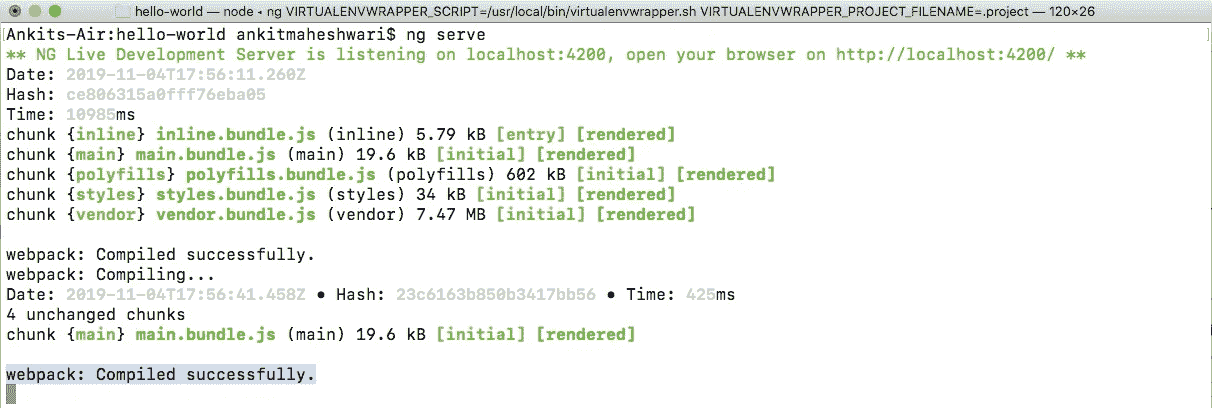 hello-world — node ◂ ng VIRTUALENVWRAPPER_SCRIPT=/usr/local/bin/virtualenvwrapper.sh VIRTUALENVWRAPPER_PROJECT_FILENAME=.project — 120×26
[Ankits-Air:hello-world ankitmaheshwari$ ng serve ]
** NG Live Development Server is listening on localhost:4200, open your browser on http://localhost:4200/ **
Date: 2019-11-04T17:56:11.260Z
Hash: ce806315a0fff76eba05
Time: 10985ms
chunk {inline} inline.bundle.js (inline) 5.79 kB [entry] [rendered]
chunk {main} main.bundle.js (main) 19.6 kB [initial] [rendered]
chunk {polyfills} polyfills.bundle.js (polyfills) 602 kB [initial] [rendered]
chunk {styles} styles.bundle.js (styles) 34 kB [initial] [rendered]
chunk {vendor} vendor.bundle.js (vendor) 7.47 MB [initial] [rendered]
webpack: Compiled successfully.
webpack: Compiling...
Date: 2019-11-04T17:56:41.458Z • Hash: 23c6163b850b3417bb56 • Time: 425ms
4 unchanged chunks
chunk {main} main.bundle.js (main) 19.6 kB [initial] [rendered]
webpack: Compiled successfully.